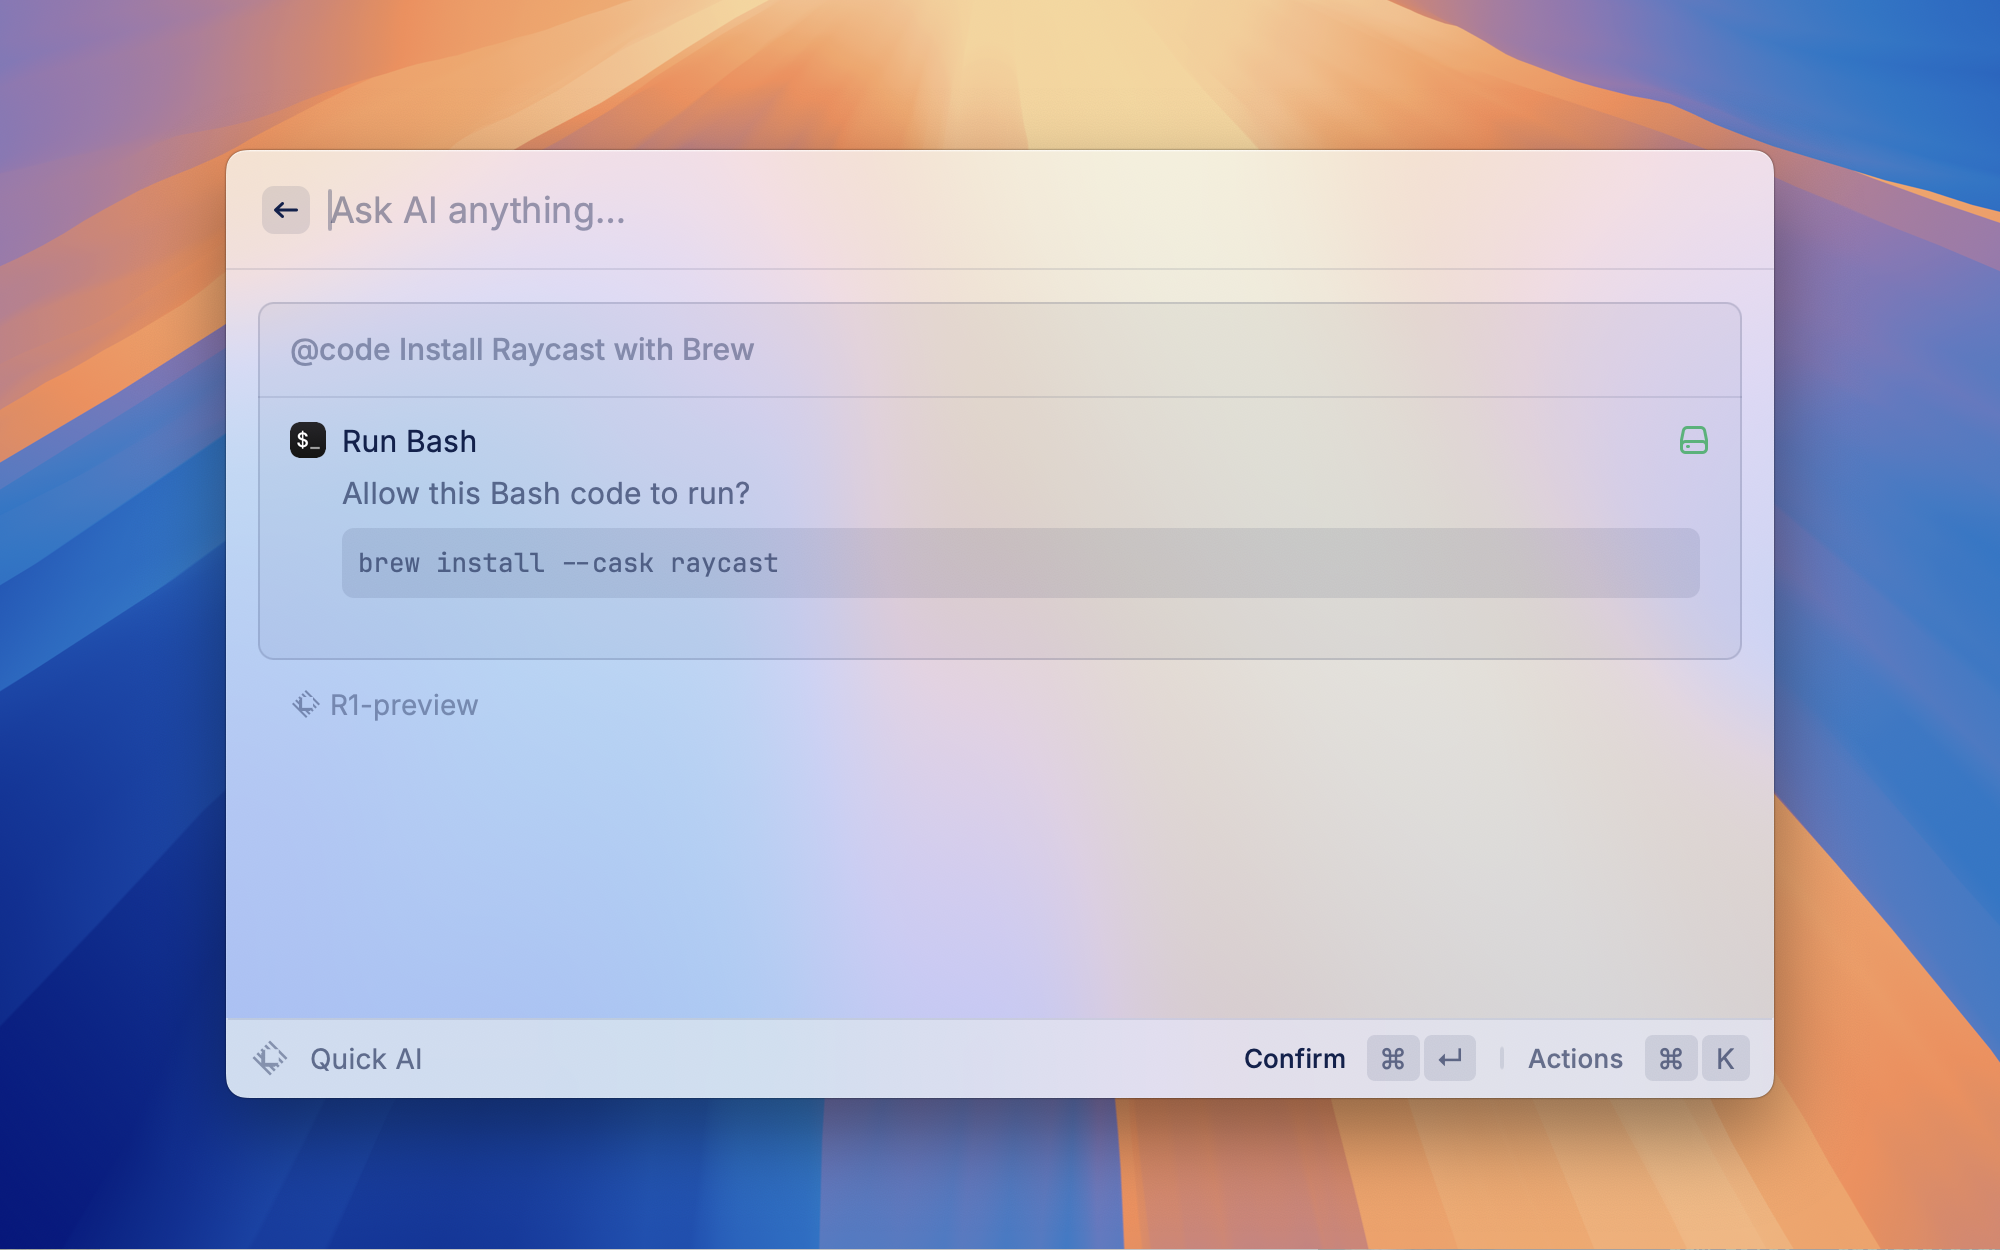 Ask AI anything...
@code Install Raycast with Brew
$_ Run Bash
Allow this Bash code to run?
brew install --cask raycast
R1-preview
Quick AI
Confirm ⌘ ↵ Actions ⌘ K